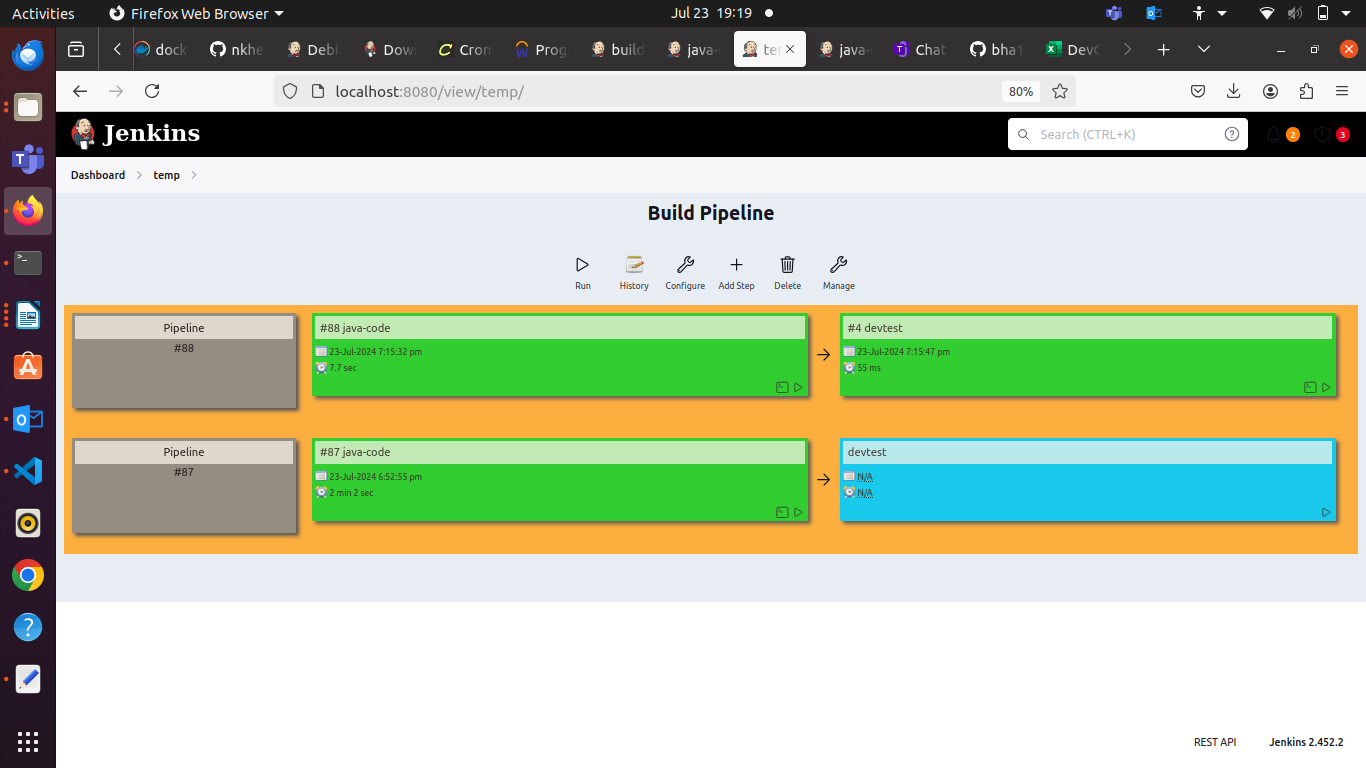 Activities
Firefox Web Browser
Jul 23 19:19
dock
nkhe
Debi
Dow
Cron
Prog
build
java-
te
java-
Chat
bha1
DevO
localhost:8080/view/temp/
80%
Jenkins
Search (CTRL+K)
2
3
Dashboard
temp
Build Pipeline
Run
History
Configure
Add Step
Delete
Manage
Pipeline
#88
#88 java-code
23-Jul-2024 7:15:32 pm
7.7 sec
#4 devtest
23-Jul-2024 7:15:47 pm
55 ms
Pipeline
#87
#87 java-code
23-Jul-2024 6:52:55 pm
2 min 2 sec
devtest
N/A
N/A
REST API
Jenkins 2.452.2